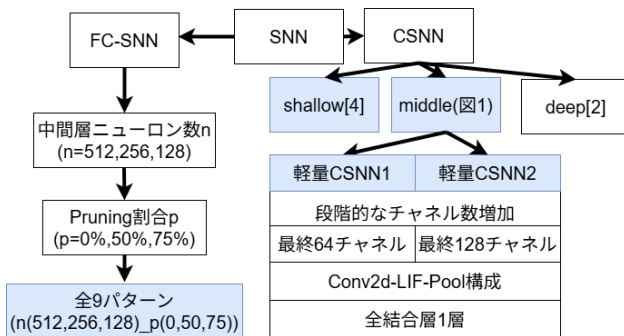 FC-SNN
SNN
CSNN
shallow[4]
middle(図1)
deep[2]
中間層ニューロン数n
(n=512,256,128)
軽量CSNN1
軽量CSNN2
段階的なチャネル数増加
Pruning割合p
(p=0%,50%,75%)
最終64チャネル
最終128チャネル
Conv2d-LIF-Pool構成
全9パターン
(n(512,256,128)_p(0,50,75))
全結合層1層